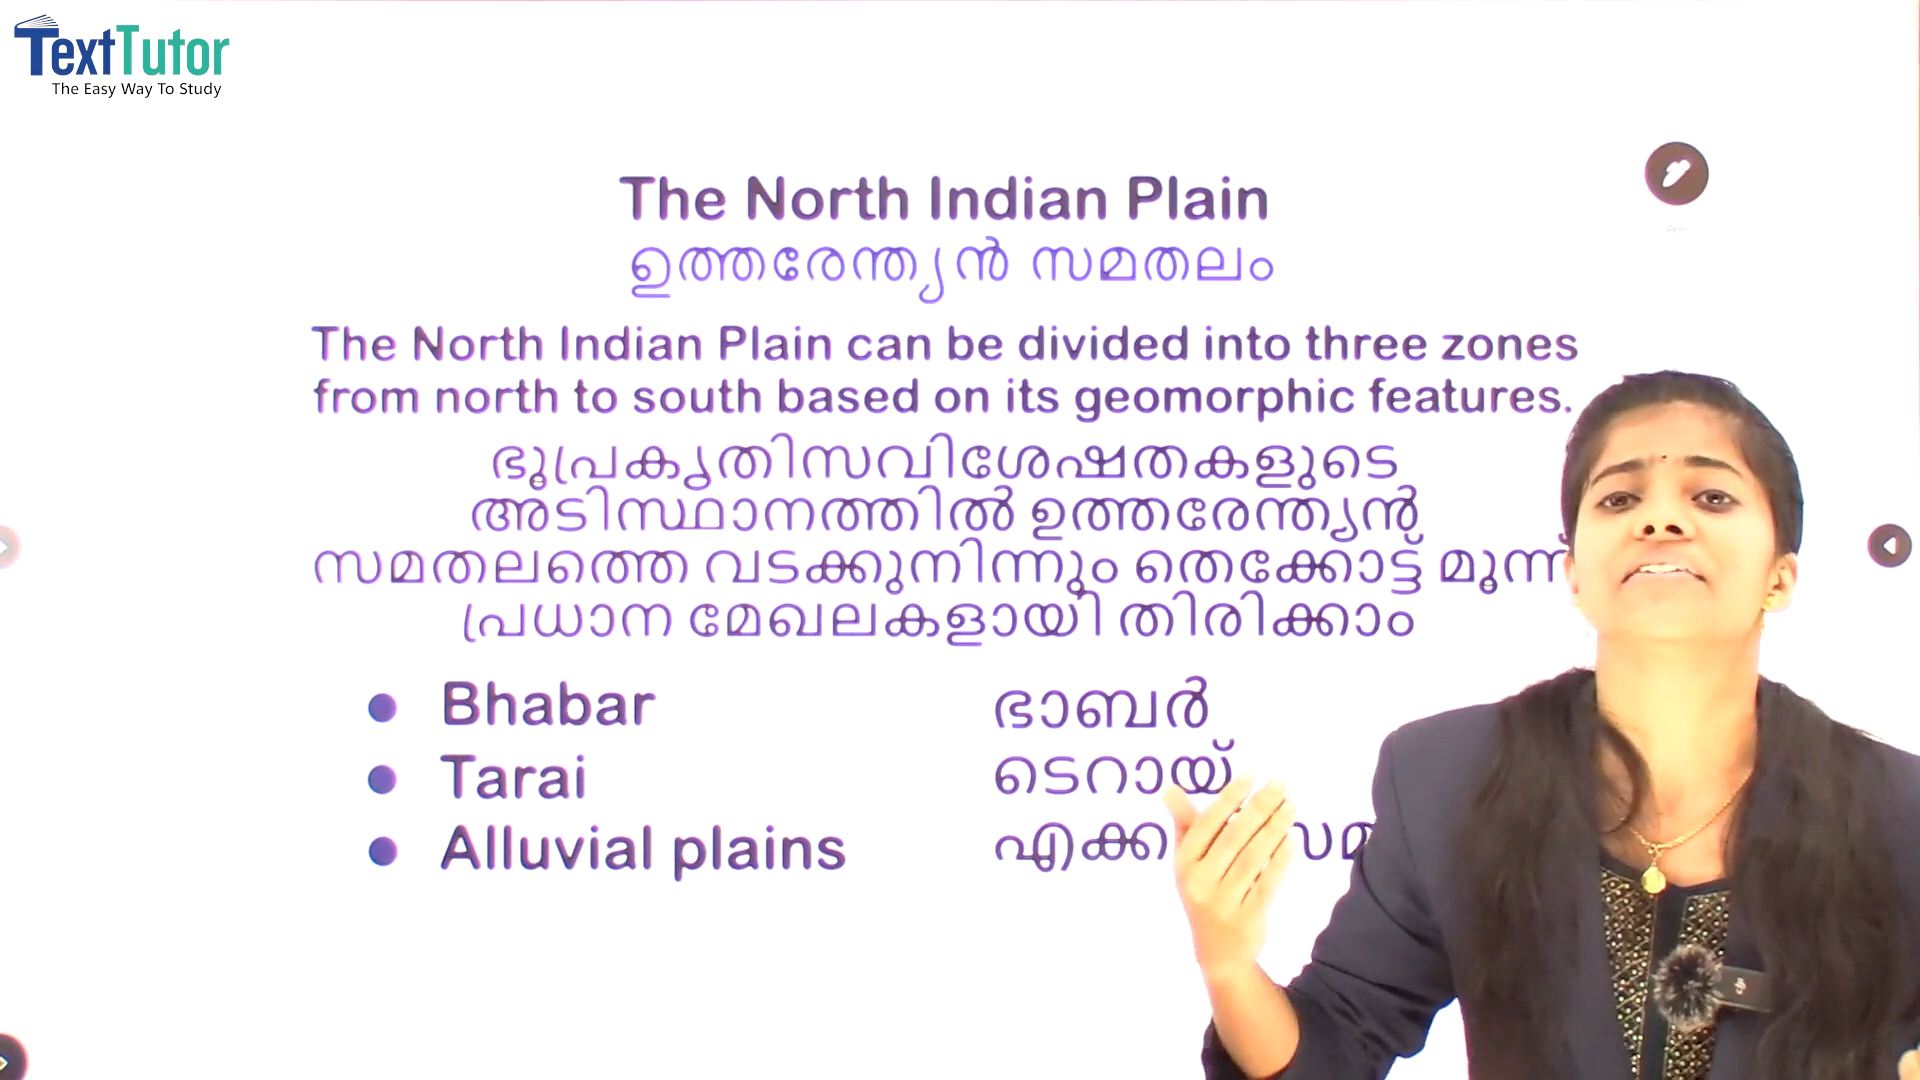 TextTutor
The Easy Way To Study
The North Indian Plain
ഉത്തരേന്ത്യൻ സമതലം
The North Indian Plain can be divided into three zones
from north to south based on its geomorphic features.
ഭൂപ്രകൃതിസവിശേഷതകളുടെ
അടിസ്ഥാനത്തിൽ ഉത്തരേന്ത്യൻ
സമതലത്തെ വടക്കുനിന്നും തെക്കോട്ട് മൂന്ന്
പ്രധാന മേഖലകളായി തിരിക്കാം
• Bhabar ഭാബർ
• Tarai ടെറായ്
• Alluvial plains